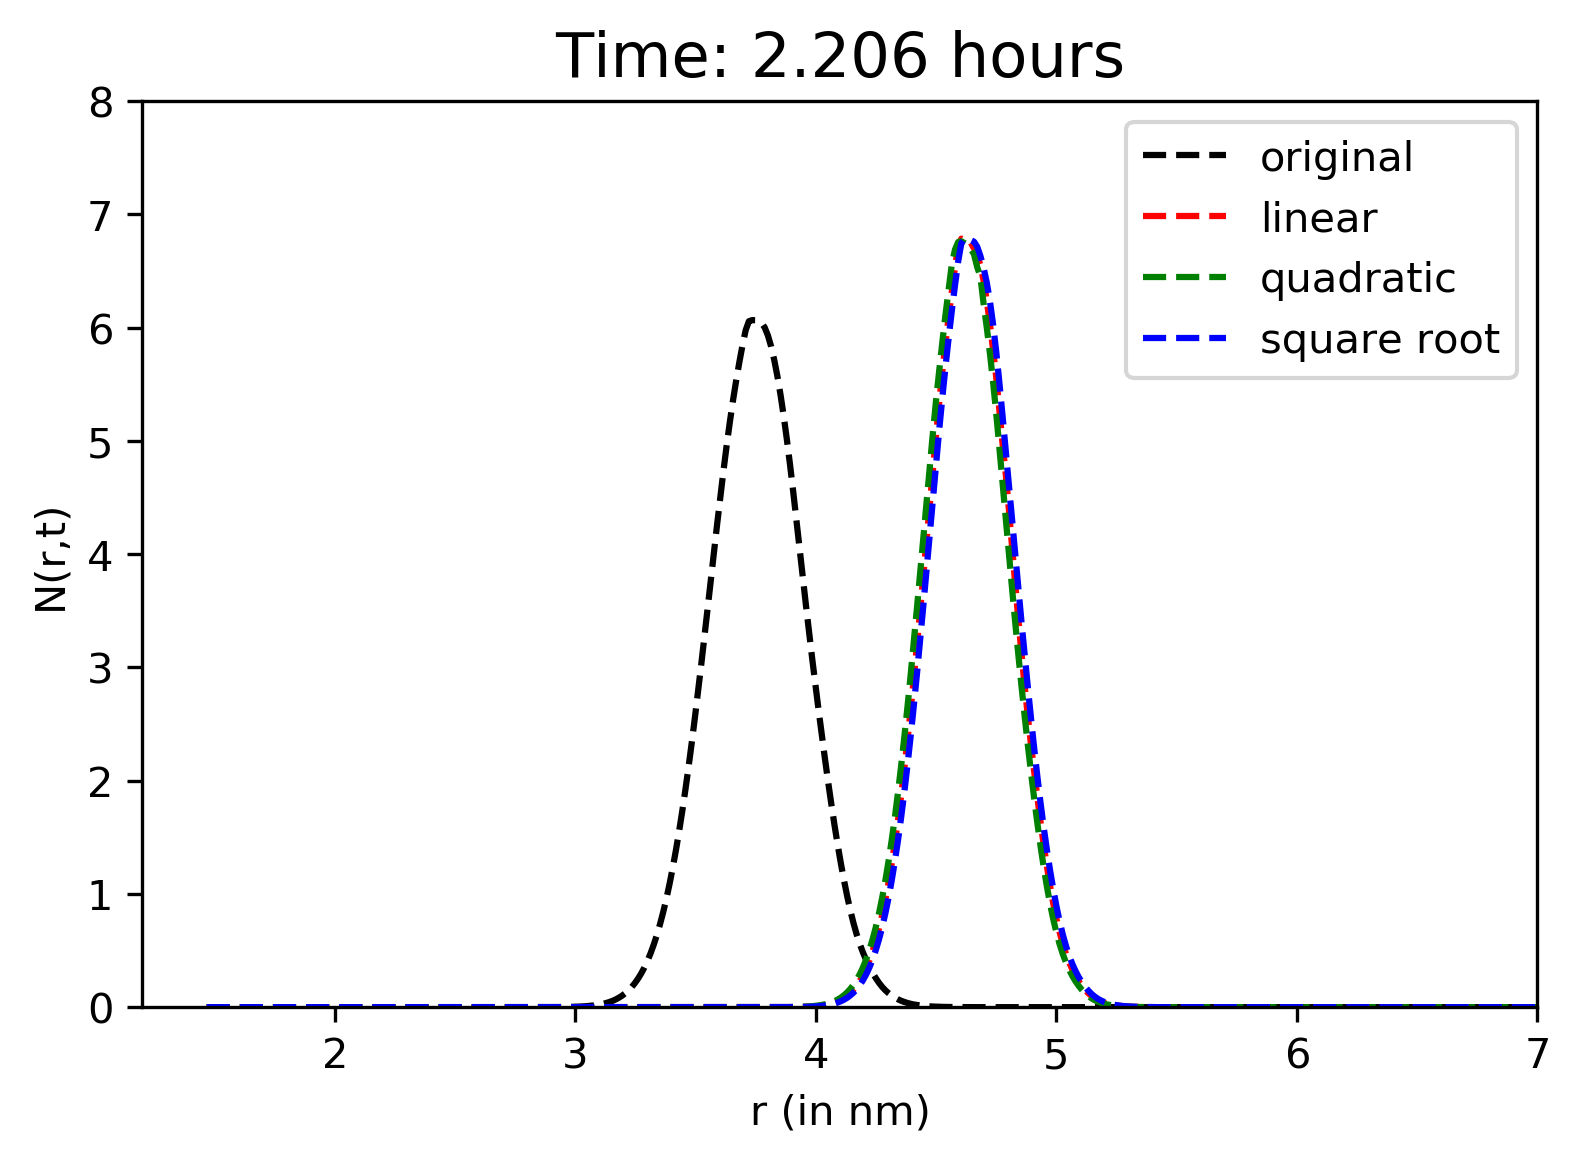 Time: 2.206 hours
8
7
6
5
4
3
2
1
0
N(r,t)
original
linear
quadratic
square root
2 3 4 5 6 7
r (in nm)